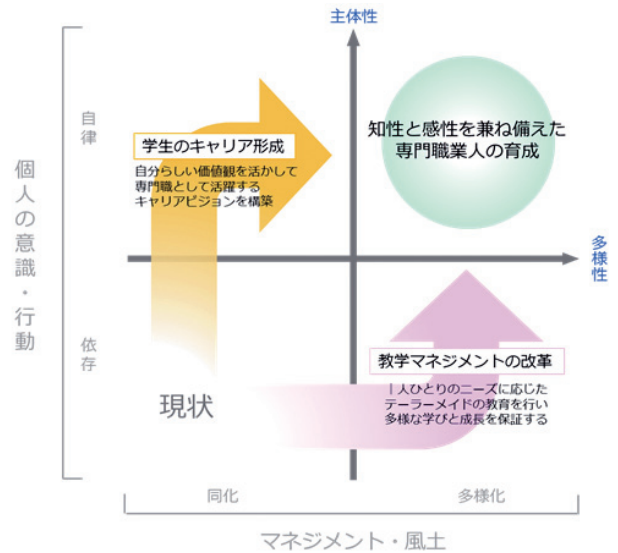 主体性
自律
学生のキャリア形成
自分らしい価値観を活かして
専門職として活躍する
キャリアビジョンを構築
知性と感性を兼ね備えた
専門職業人の育成
個人の意識・行動
多様性
依存
現状
教学マネジメントの改革
1人ひとりのニーズに応じた
テーラーメイドの教育を行い
多様な学びと成長を保証する
同化
多様化
マネジメント・風土